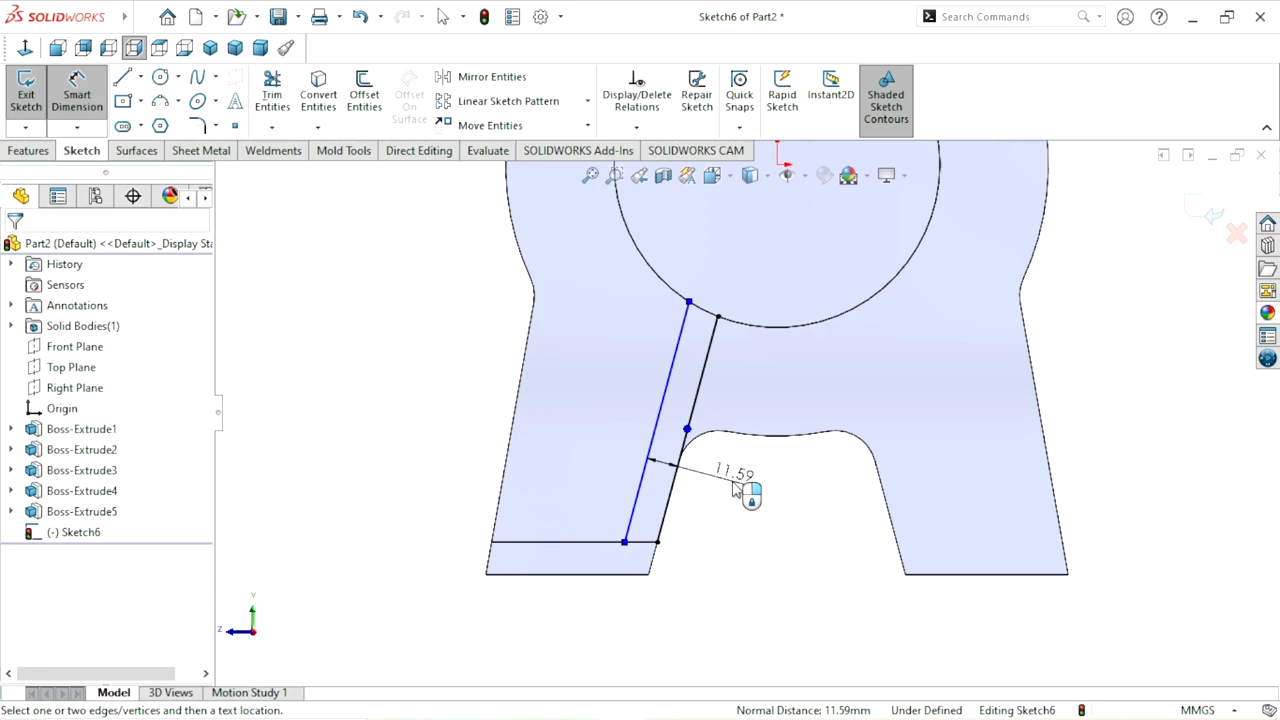 SOLIDWORKS
Sketch6 of Part2 *
Search Commands
Exit Sketch
Smart Dimension
Trim Entities
Convert Entities
Offset Entities
Offset On Surface
Mirror Entities
Linear Sketch Pattern
Move Entities
Display/Delete Relations
Repair Sketch
Quick Snaps
Rapid Sketch
Instant2D
Shaded Sketch Contours
Features
Sketch
Surfaces
Sheet Metal
Weldments
Mold Tools
Direct Editing
Evaluate
SOLIDWORKS Add-Ins
SOLIDWORKS CAM
Part2 (Default) <<Default>_Display Sta
History
Sensors
Annotations
Solid Bodies(1)
Front Plane
Top Plane
Right Plane
Origin
Boss-Extrude1
Boss-Extrude2
Boss-Extrude3
Boss-Extrude4
Boss-Extrude5
(-) Sketch6
11.59
Y
Z
Model
3D Views
Motion Study 1
Select one or two edges/vertices and then a text location.
Normal Distance: 11.59mm
Under Defined
Editing Sketch6
MMGS